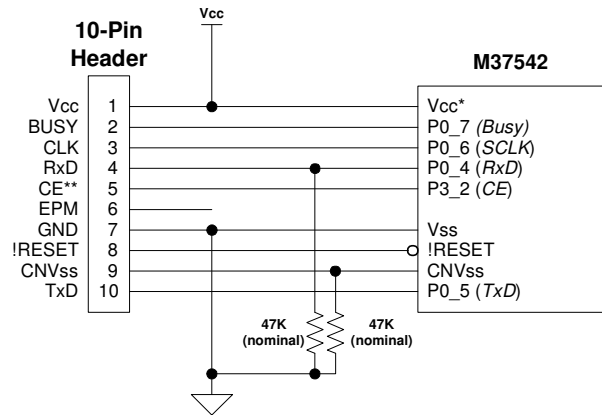 Vcc
10-Pin
Header
M37542
Vcc 1 Vcc*
BUSY 2 P0_7 (Busy)
CLK 3 P0_6 (SCLK)
RxD 4 P0_4 (RxD)
CE** 5 P3_2 (CE)
EPM 6
GND 7 Vss
!RESET 8 !RESET
CNVss 9 CNVss
TxD 10 P0_5 (TxD)
47K 47K
(nominal) (nominal)